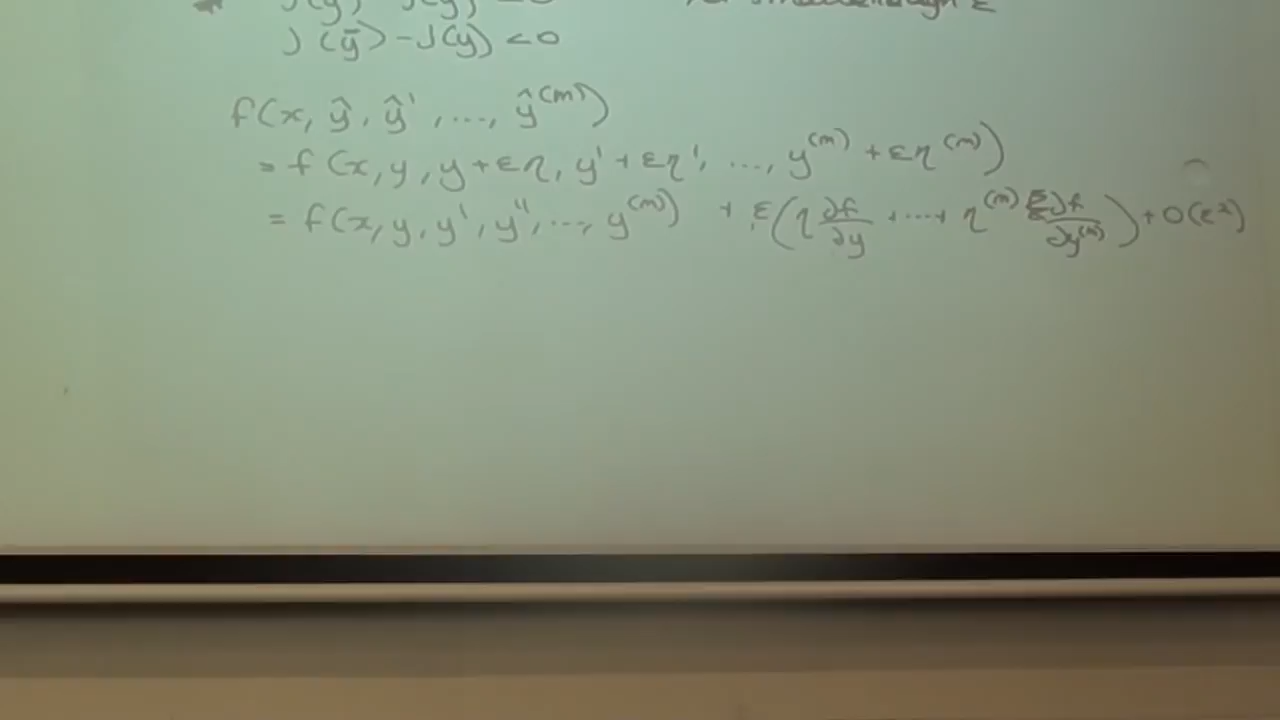 J(ŷ) - J(y)
J(ȳ) - J(y) < 0
f(x, ŷ, ŷ', ..., ŷ^(m))
= f(x, y, y + εη, y' + εη', ..., y^(m) + εη^(m))
= f(x, y, y', y'', ..., y^(m)) + ε(η ∂f/∂y + ... + η^(m) ∂f/∂y^(m)) + O(ε²)